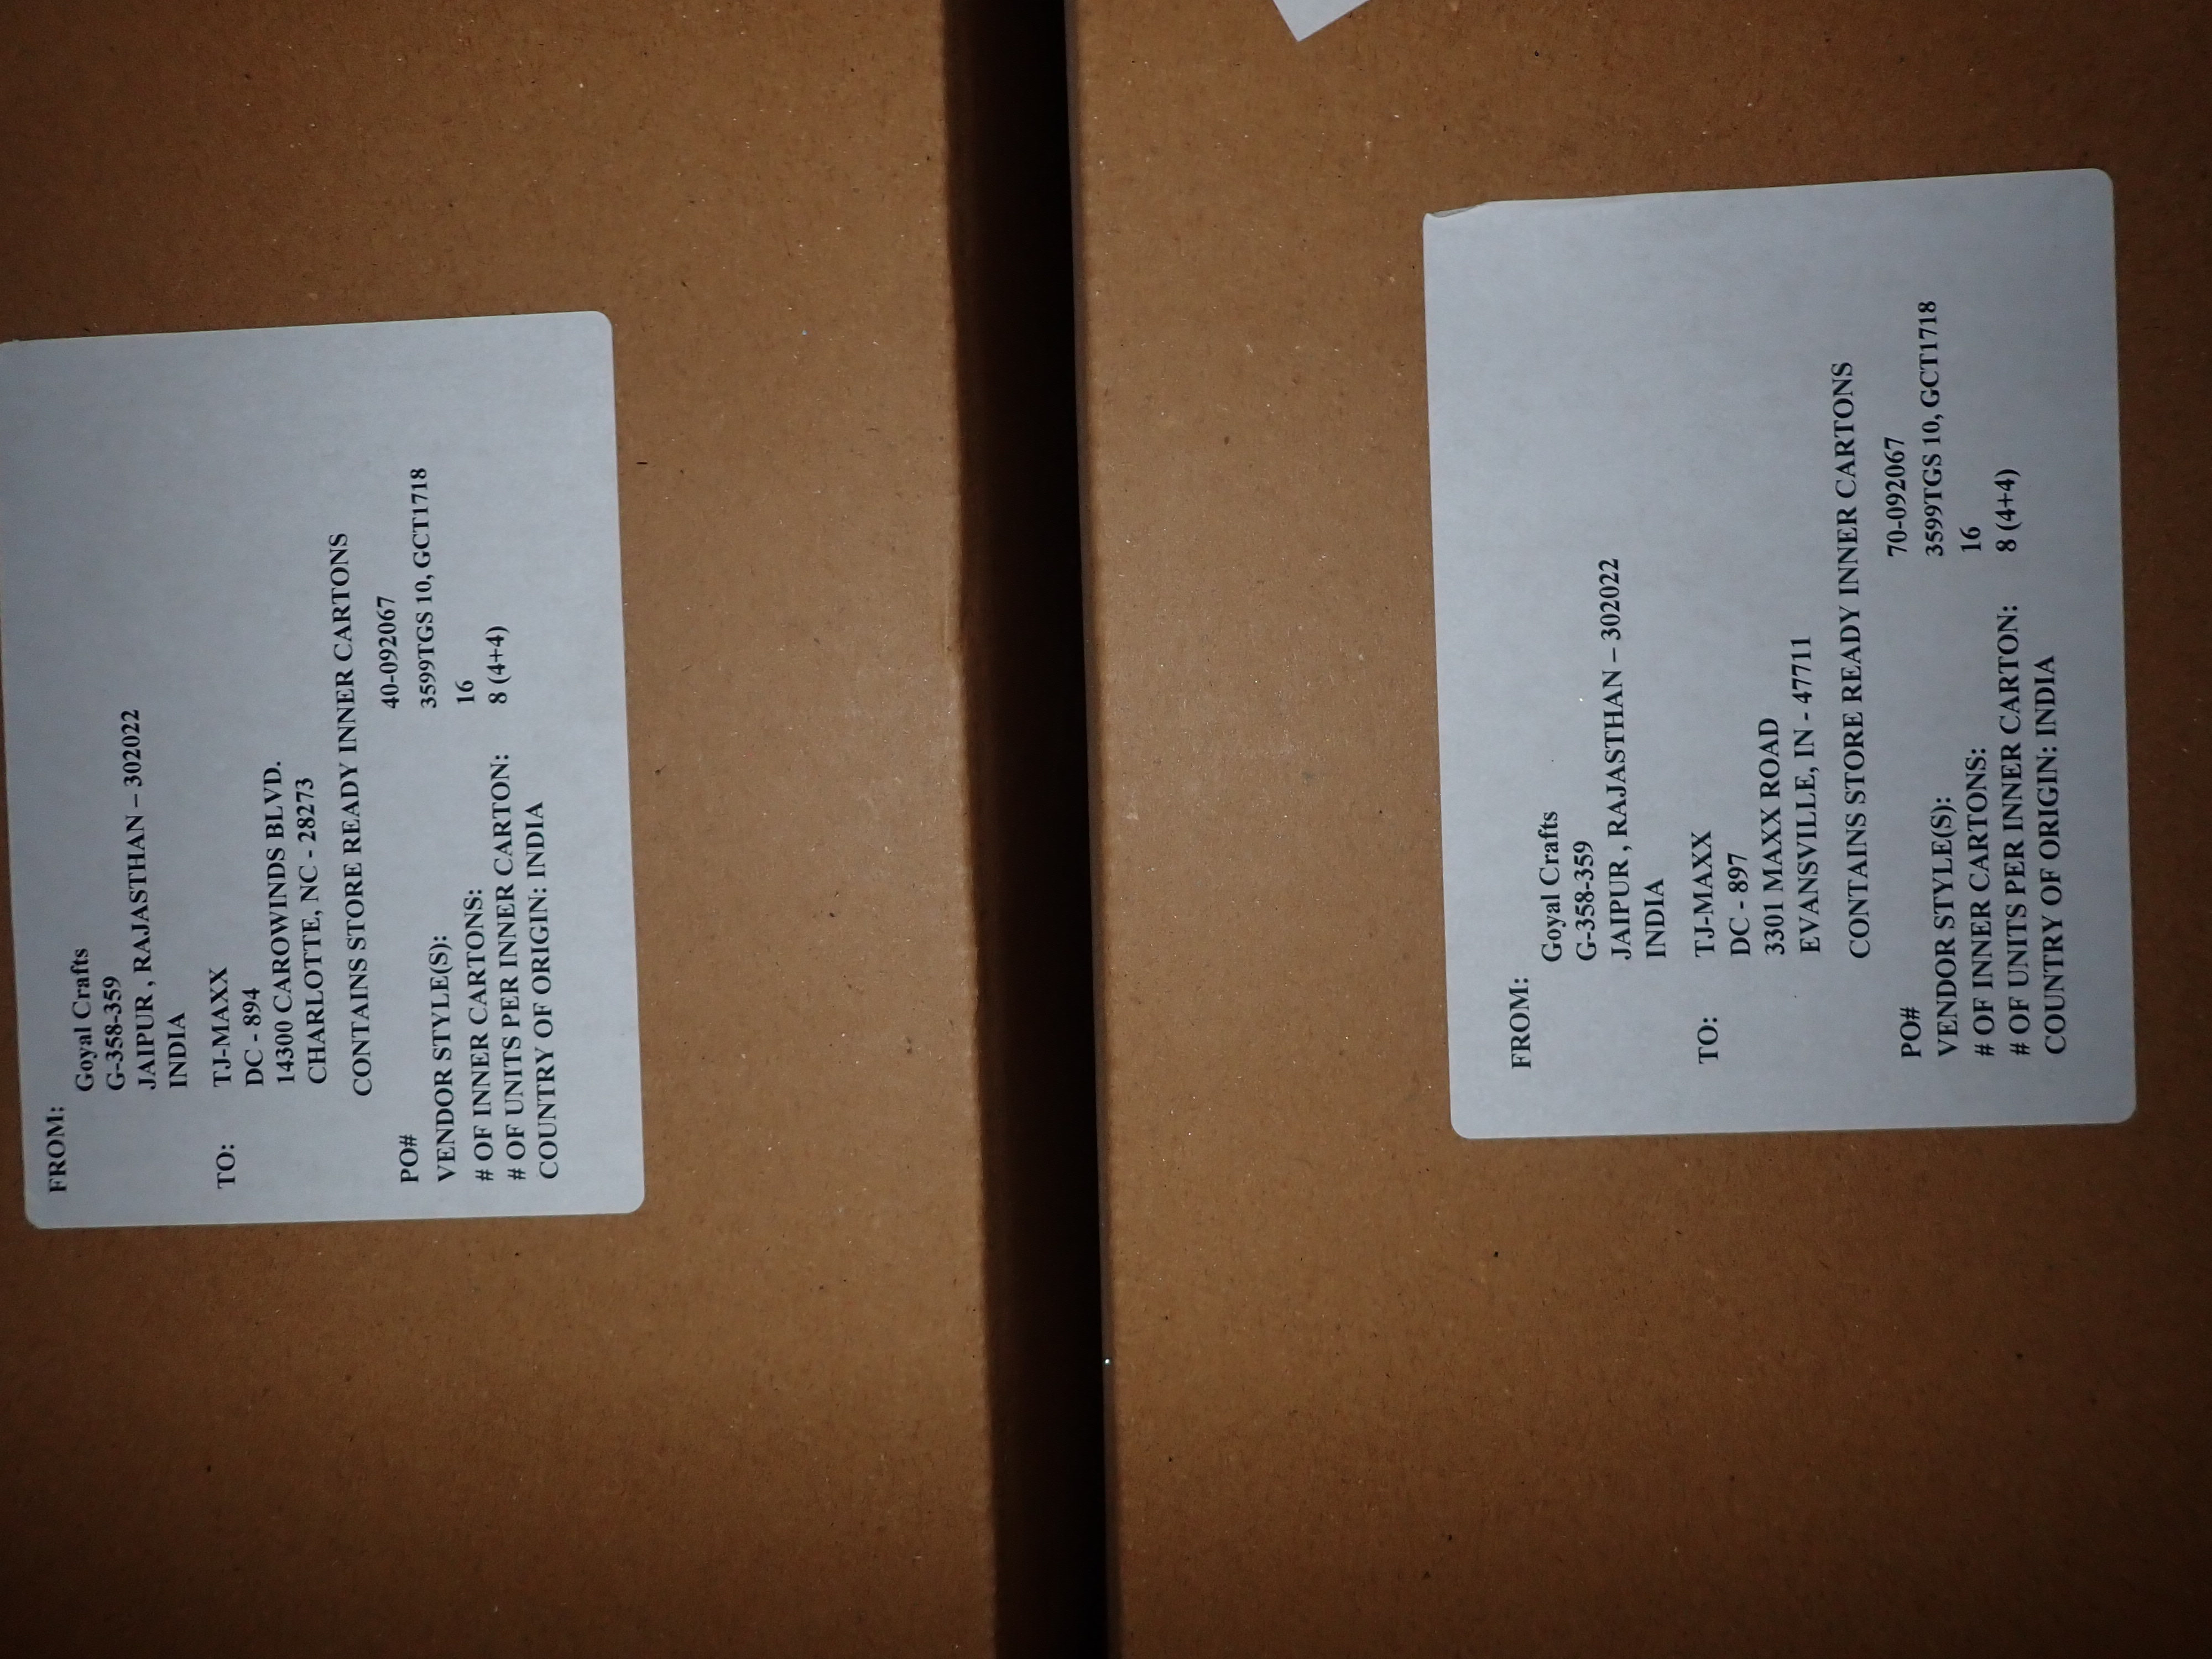 FROM:
Goyal Crafts
G-358-359
JAIPUR , RAJASTHAN – 302022
INDIA
TO: TJ-MAXX
DC - 894
14300 CAROWINDS BLVD.
CHARLOTTE, NC - 28273
CONTAINS STORE READY INNER CARTONS
PO# 40-092067
VENDOR STYLE(S): 3599TGS 10, GCT1718
# OF INNER CARTONS: 16
# OF UNITS PER INNER CARTON: 8 (4+4)
COUNTRY OF ORIGIN: INDIA
FROM:
Goyal Crafts
G-358-359
JAIPUR , RAJASTHAN – 302022
INDIA
TO: TJ-MAXX
DC - 897
3301 MAXX ROAD
EVANSVILLE, IN - 47711
CONTAINS STORE READY INNER CARTONS
PO# 70-092067
VENDOR STYLE(S): 3599TGS 10, GCT1718
# OF INNER CARTONS: 16
# OF UNITS PER INNER CARTON: 8 (4+4)
COUNTRY OF ORIGIN: INDIA